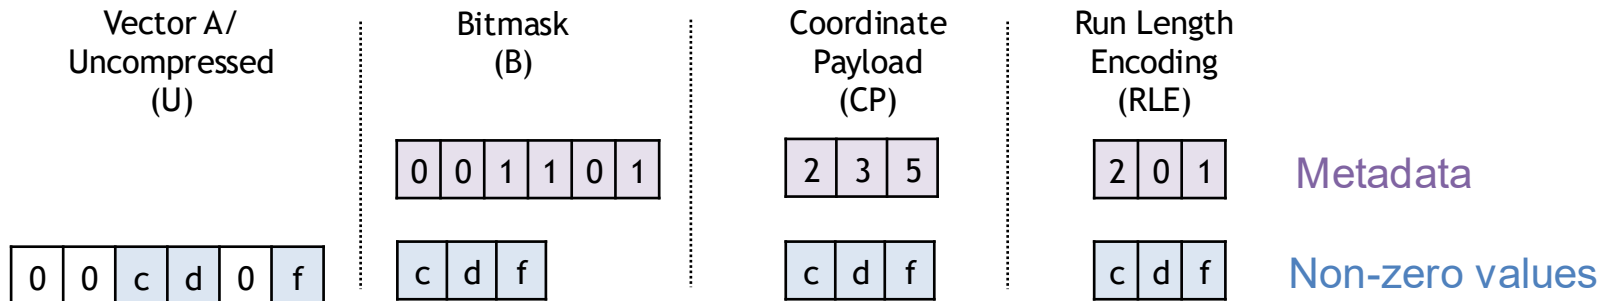 Vector A/
Uncompressed
(U)
Bitmask
(B)
Coordinate
Payload
(CP)
Run Length
Encoding
(RLE)
0 0 1 1 0 1
2 3 5
2 0 1
Metadata
0 0 c d 0 f
c d f
c d f
c d f
Non-zero values